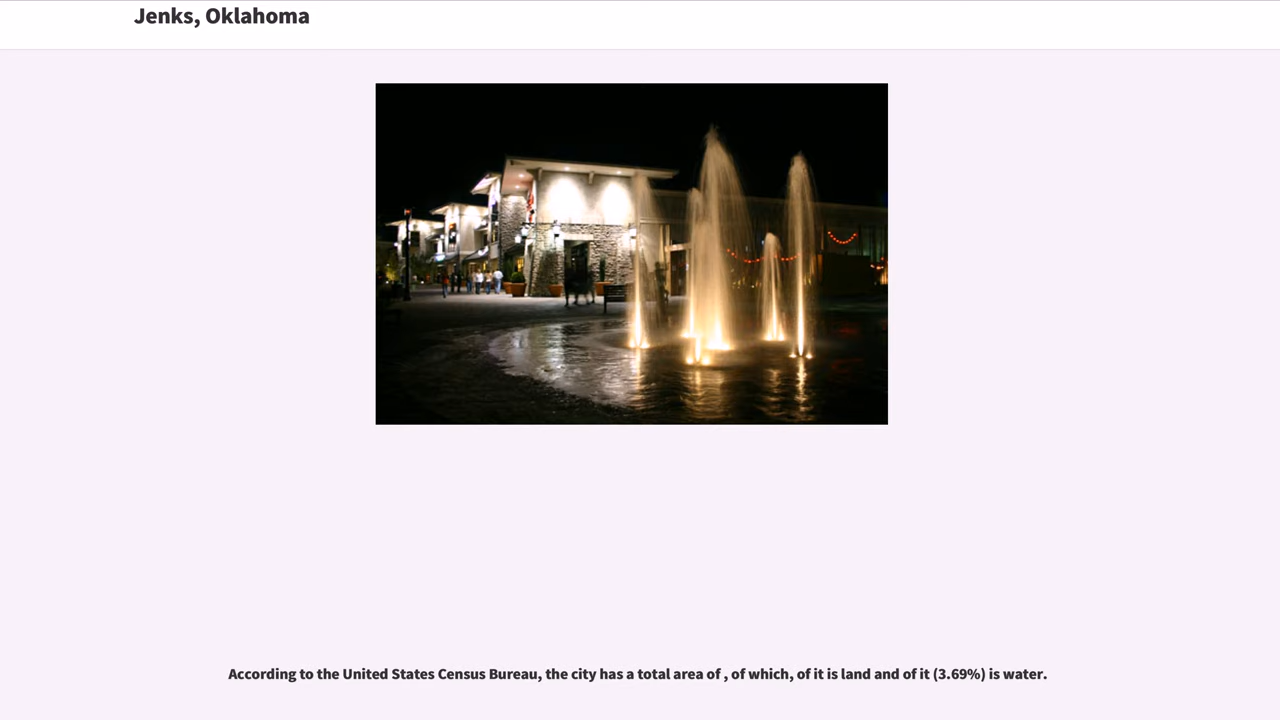 Jenks, Oklahoma
According to the United States Census Bureau, the city has a total area of , of which, of it is land and of it (3.69%) is water.